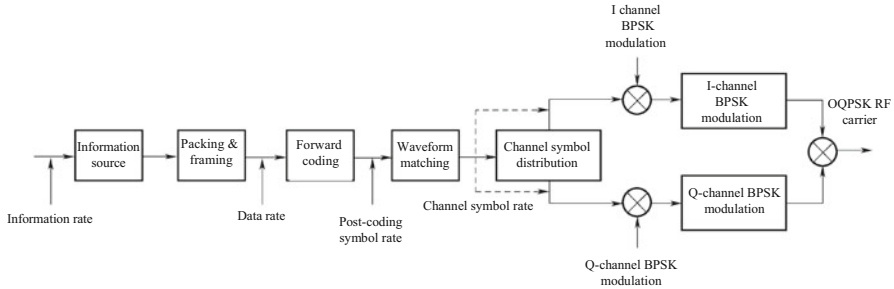 I channel
BPSK
modulation
I-channel
BPSK
modulation
OQPSK RF
carrier
Information
source
Packing &
framing
Forward
coding
Waveform
matching
Channel symbol
distribution
Information rate
Data rate
Post-coding
symbol rate
Channel symbol rate
Q-channel BPSK
modulation
Q-channel BPSK
modulation